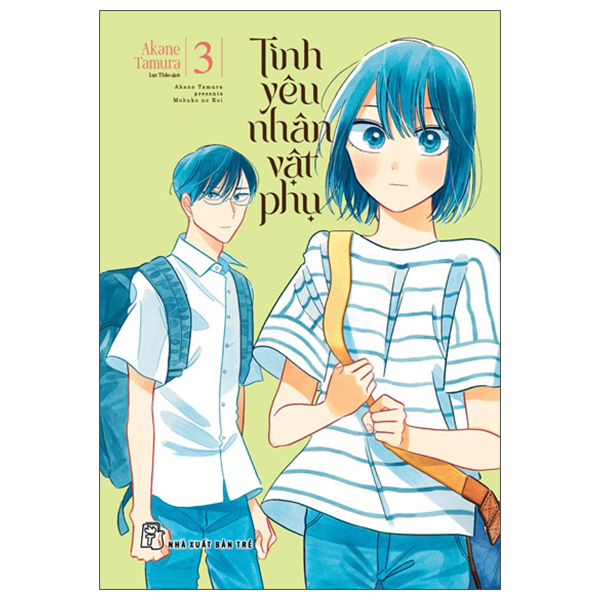 Akane
Tamura
Lục Thảo dịch
3
Akane Tamura
presents
Mobuko no Koi
Tình
yêu
nhân
vật
phụ
NHÀ XUẤT BẢN TRẺ